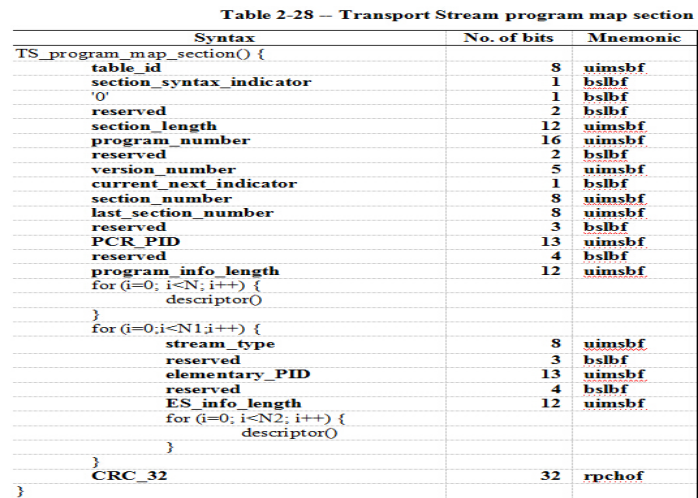 Table 2-28 -- Transport Stream program map section
Syntax No. of bits Mnemonic
TS_program_map_section() {
table_id 8 uimsbf
section_syntax_indicator 1 bslbf
'0' 1 bslbf
reserved 2 bslbf
section_length 12 uimsbf
program_number 16 uimsbf
reserved 2 bslbf
version_number 5 uimsbf
current_next_indicator 1 bslbf
section_number 8 uimsbf
last_section_number 8 uimsbf
reserved 3 bslbf
PCR_PID 13 uimsbf
reserved 4 bslbf
program_info_length 12 uimsbf
for (i=0; i<N; i++) {
descriptor()
}
for (i=0;i<N1;i++) {
stream_type 8 uimsbf
reserved 3 bslbf
elementary_PID 13 uimsbf
reserved 4 bslbf
ES_info_length 12 uimsbf
for (i=0; i<N2; i++) {
descriptor()
}
}
CRC_32 32 rpchof
}